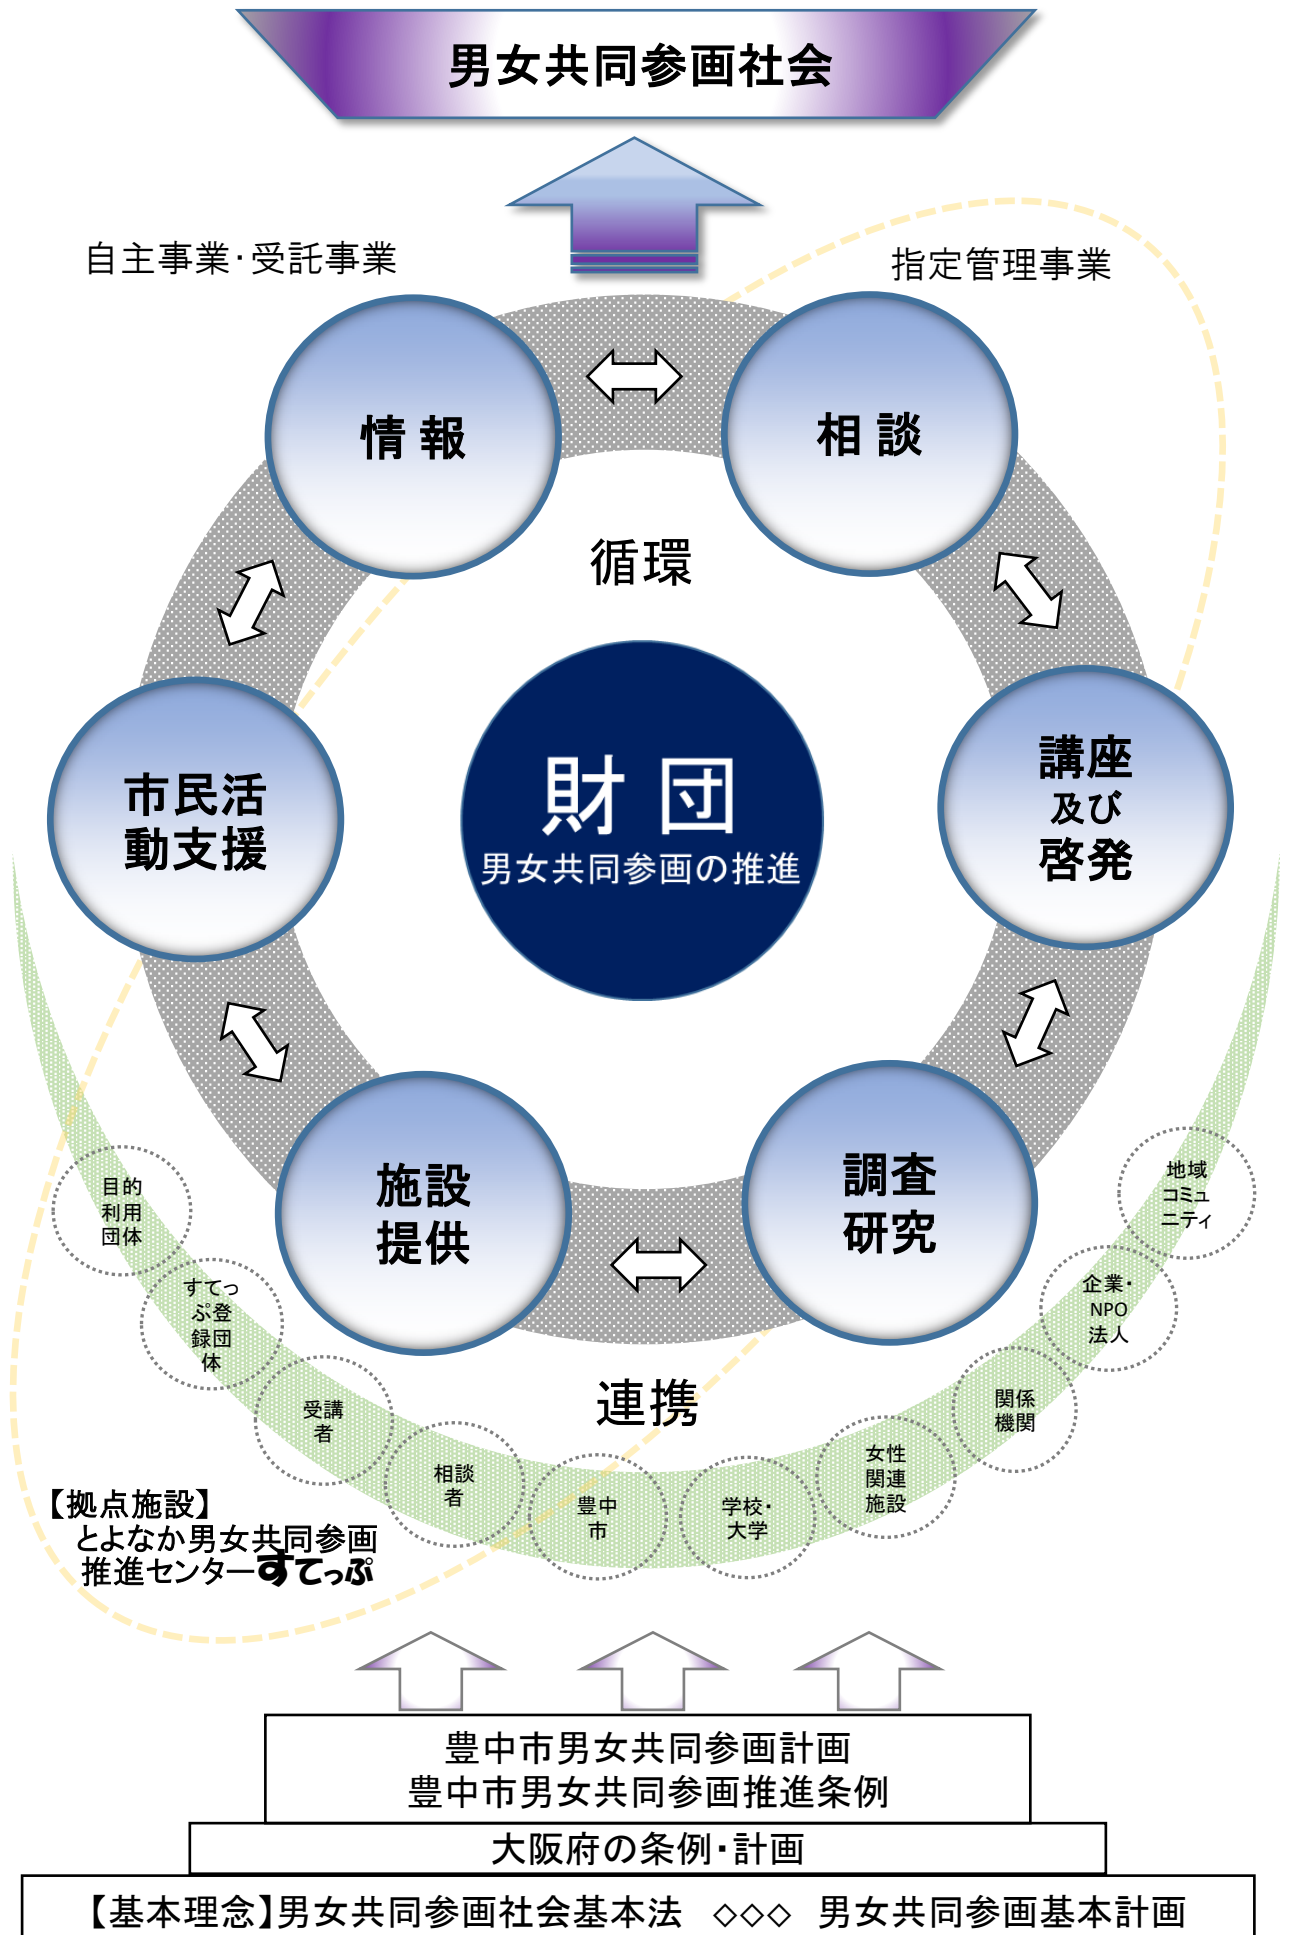 男女共同参画社会
自主事業・受託事業
指定管理事業
情報
相談
循環
市民活
動支援
財団
男女共同参画の推進
講座
及び
啓発
施設
提供
調査
研究
連携
目的
利用
団体
すてっ
ぷ登
録団
体
受講
者
相談
者
豊中
市
学校・
大学
女性
関連
施設
関係
機関
企業・
NPO
法人
地域
コミュ
ニティ
【拠点施設】
とよなか男女共同参画
推進センターすてっぷ
豊中市男女共同参画計画
豊中市男女共同参画推進条例
大阪府の条例・計画
【基本理念】男女共同参画社会基本法 ◇◇◇ 男女共同参画基本計画